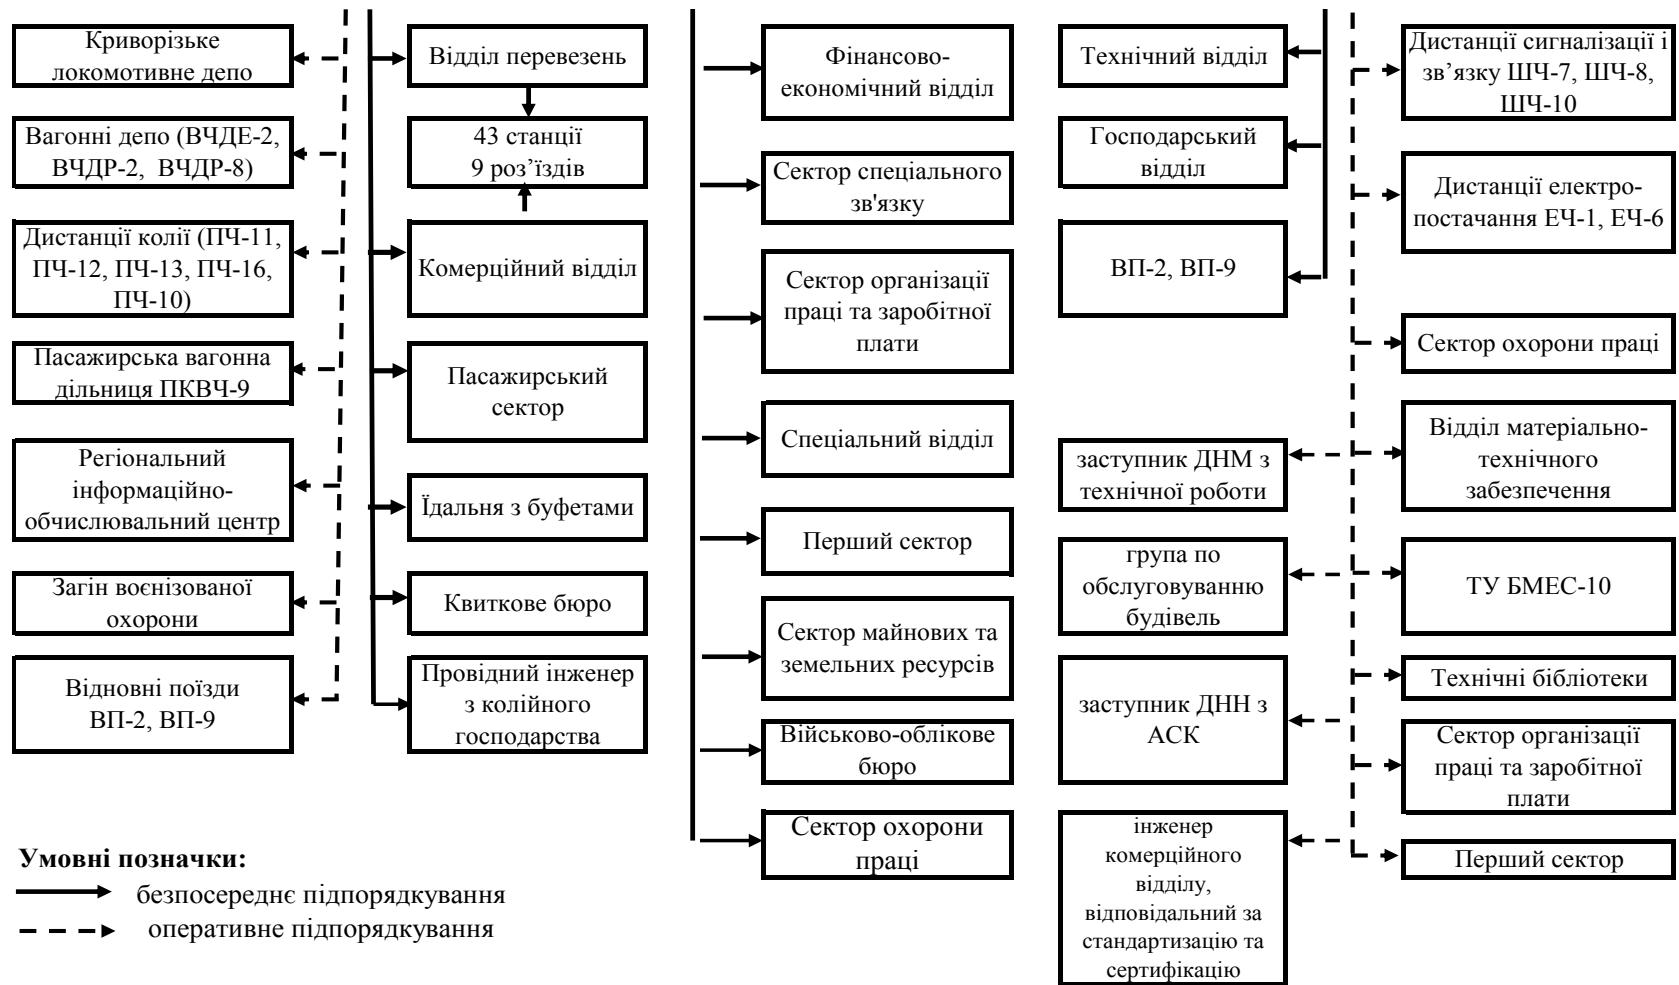 Криворізьке
локомотивне депо
Вагонні депо (ВЧДЕ-2,
ВЧДР-2, ВЧДР-8)
Дистанції колії (ПЧ-11,
ПЧ-12, ПЧ-13, ПЧ-16,
ПЧ-10)
Пасажирська вагонна
дільниця ПКВЧ-9
Регіональний
інформаційно-
обчислювальний центр
Загін воєнізованої
охорони
Відновні поїзди
ВП-2, ВП-9
Відділ перевезень
43 станції
9 роз’їздів
Комерційний відділ
Пасажирський
сектор
Їдальня з буфетами
Квиткове бюро
Провідний інженер
з колійного
господарства
Фінансово-
економічний відділ
Сектор спеціального
зв'язку
Сектор організації
праці та заробітної
плати
Спеціальний відділ
Перший сектор
Сектор майнових та
земельних ресурсів
Військово-облікове
бюро
Сектор охорони
праці
Технічний відділ
Господарський
відділ
ВП-2, ВП-9
заступник ДНМ з
технічної роботи
група по
обслуговуванню
будівель
заступник ДНН з
АСК
інженер
комерційного
відділу,
відповідальний за
стандартизацію та
сертифікацію
Дистанції сигналізації і
зв’язку ШЧ-7, ШЧ-8,
ШЧ-10
Дистанції електро-
постачання ЕЧ-1, ЕЧ-6
Сектор охорони праці
Відділ матеріально-
технічного
забезпечення
ТУ БМЕС-10
Технічні бібліотеки
Сектор організації
праці та заробітної
плати
Перший сектор
Умовні позначки:
безпосереднє підпорядкування
оперативне підпорядкування